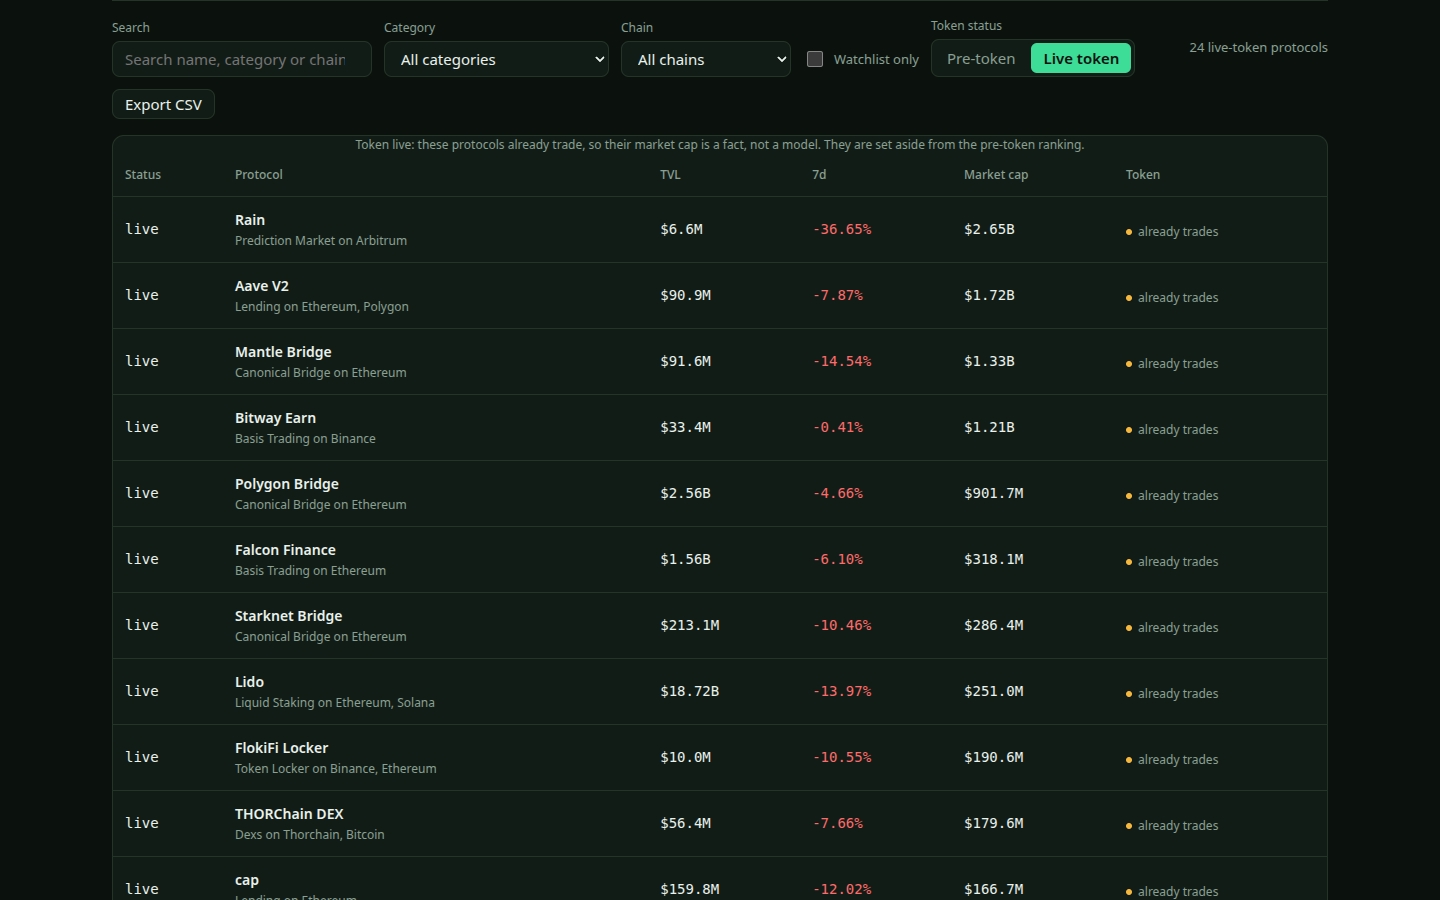 Search
Category
Chain
Token status
Search name, category or chain
All categories
All chains
Watchlist only
Pre-token
Live token
24 live-token protocols
Export CSV
Token live: these protocols already trade, so their market cap is a fact, not a model. They are set aside from the pre-token ranking.
Status Protocol TVL 7d Market cap Token
live Rain $6.6M -36.65% $2.65B already trades
Prediction Market on Arbitrum
live Aave V2 $90.9M -7.87% $1.72B already trades
Lending on Ethereum, Polygon
live Mantle Bridge $91.6M -14.54% $1.33B already trades
Canonical Bridge on Ethereum
live Bitway Earn $33.4M -0.41% $1.21B already trades
Basis Trading on Binance
live Polygon Bridge $2.56B -4.66% $901.7M already trades
Canonical Bridge on Ethereum
live Falcon Finance $1.56B -6.10% $318.1M already trades
Basis Trading on Ethereum
live Starknet Bridge $213.1M -10.46% $286.4M already trades
Canonical Bridge on Ethereum
live Lido $18.72B -13.97% $251.0M already trades
Liquid Staking on Ethereum, Solana
live FlokiFi Locker $10.0M -10.55% $190.6M already trades
Token Locker on Binance, Ethereum
live THORChain DEX $56.4M -7.66% $179.6M already trades
Dexs on Thorchain, Bitcoin
live cap $159.8M -12.02% $166.7M already trades
Lending on Ethereum